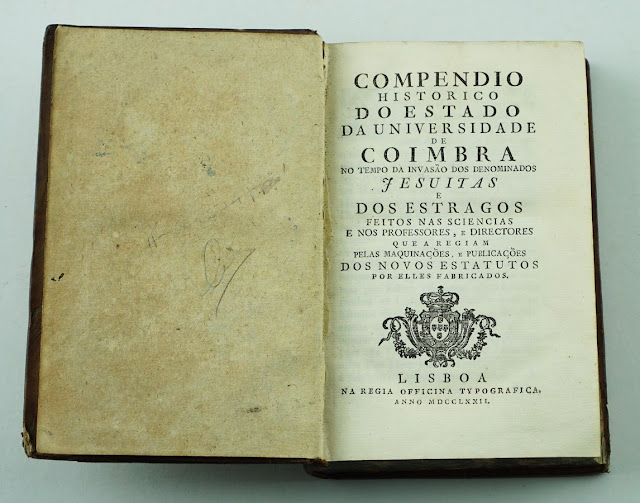 COMPENDIO
HISTORICO
DO ESTADO
DA UNIVERSIDADE
DE
COIMBRA
NO TEMPO DA INVASÃO DOS DENOMINADOS
JESUITAS
E
DOS ESTRAGOS
FEITOS NAS SCIENCIAS
E NOS PROFESSORES, E DIRECTORES
QUE A REGIAM
PELAS MAQUINAÇÕES, E PUBLICAÇÕES
DOS NOVOS ESTATUTOS
POR ELLES FABRICADOS.
LISBOA
NA REGIA OFFICINA TYPOGRAFICA.
ANNO MDCCLXXII.